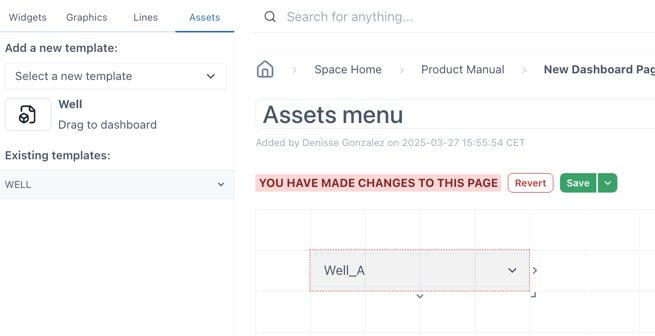 Widgets Graphics Lines Assets
Add a new template:
Select a new template
Well
Drag to dashboard
Existing templates:
WELL
Search for anything...
Space Home Product Manual New Dashboard Pag
Assets menu
Added by Denisse Gonzalez on 2025-03-27 15:55:54 CET
YOU HAVE MADE CHANGES TO THIS PAGE Revert Save
Well_A